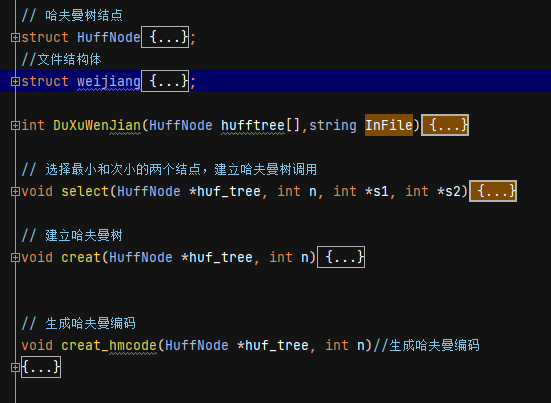 // 哈夫曼树结点
struct HuffNode {...};
//文件结构体
struct weijiang {...};
int DuXuWenJian(HuffNode hufftree[],string InFile) {...}
// 选择最小和次小的两个结点，建立哈夫曼树调用
void select(HuffNode *huf_tree, int n, int *s1, int *s2) {...}
// 建立哈夫曼树
void creat(HuffNode *huf_tree, int n) {...}
// 生成哈夫曼编码
void creat_hmcode(HuffNode *huf_tree, int n)//生成哈夫曼编码
{...}